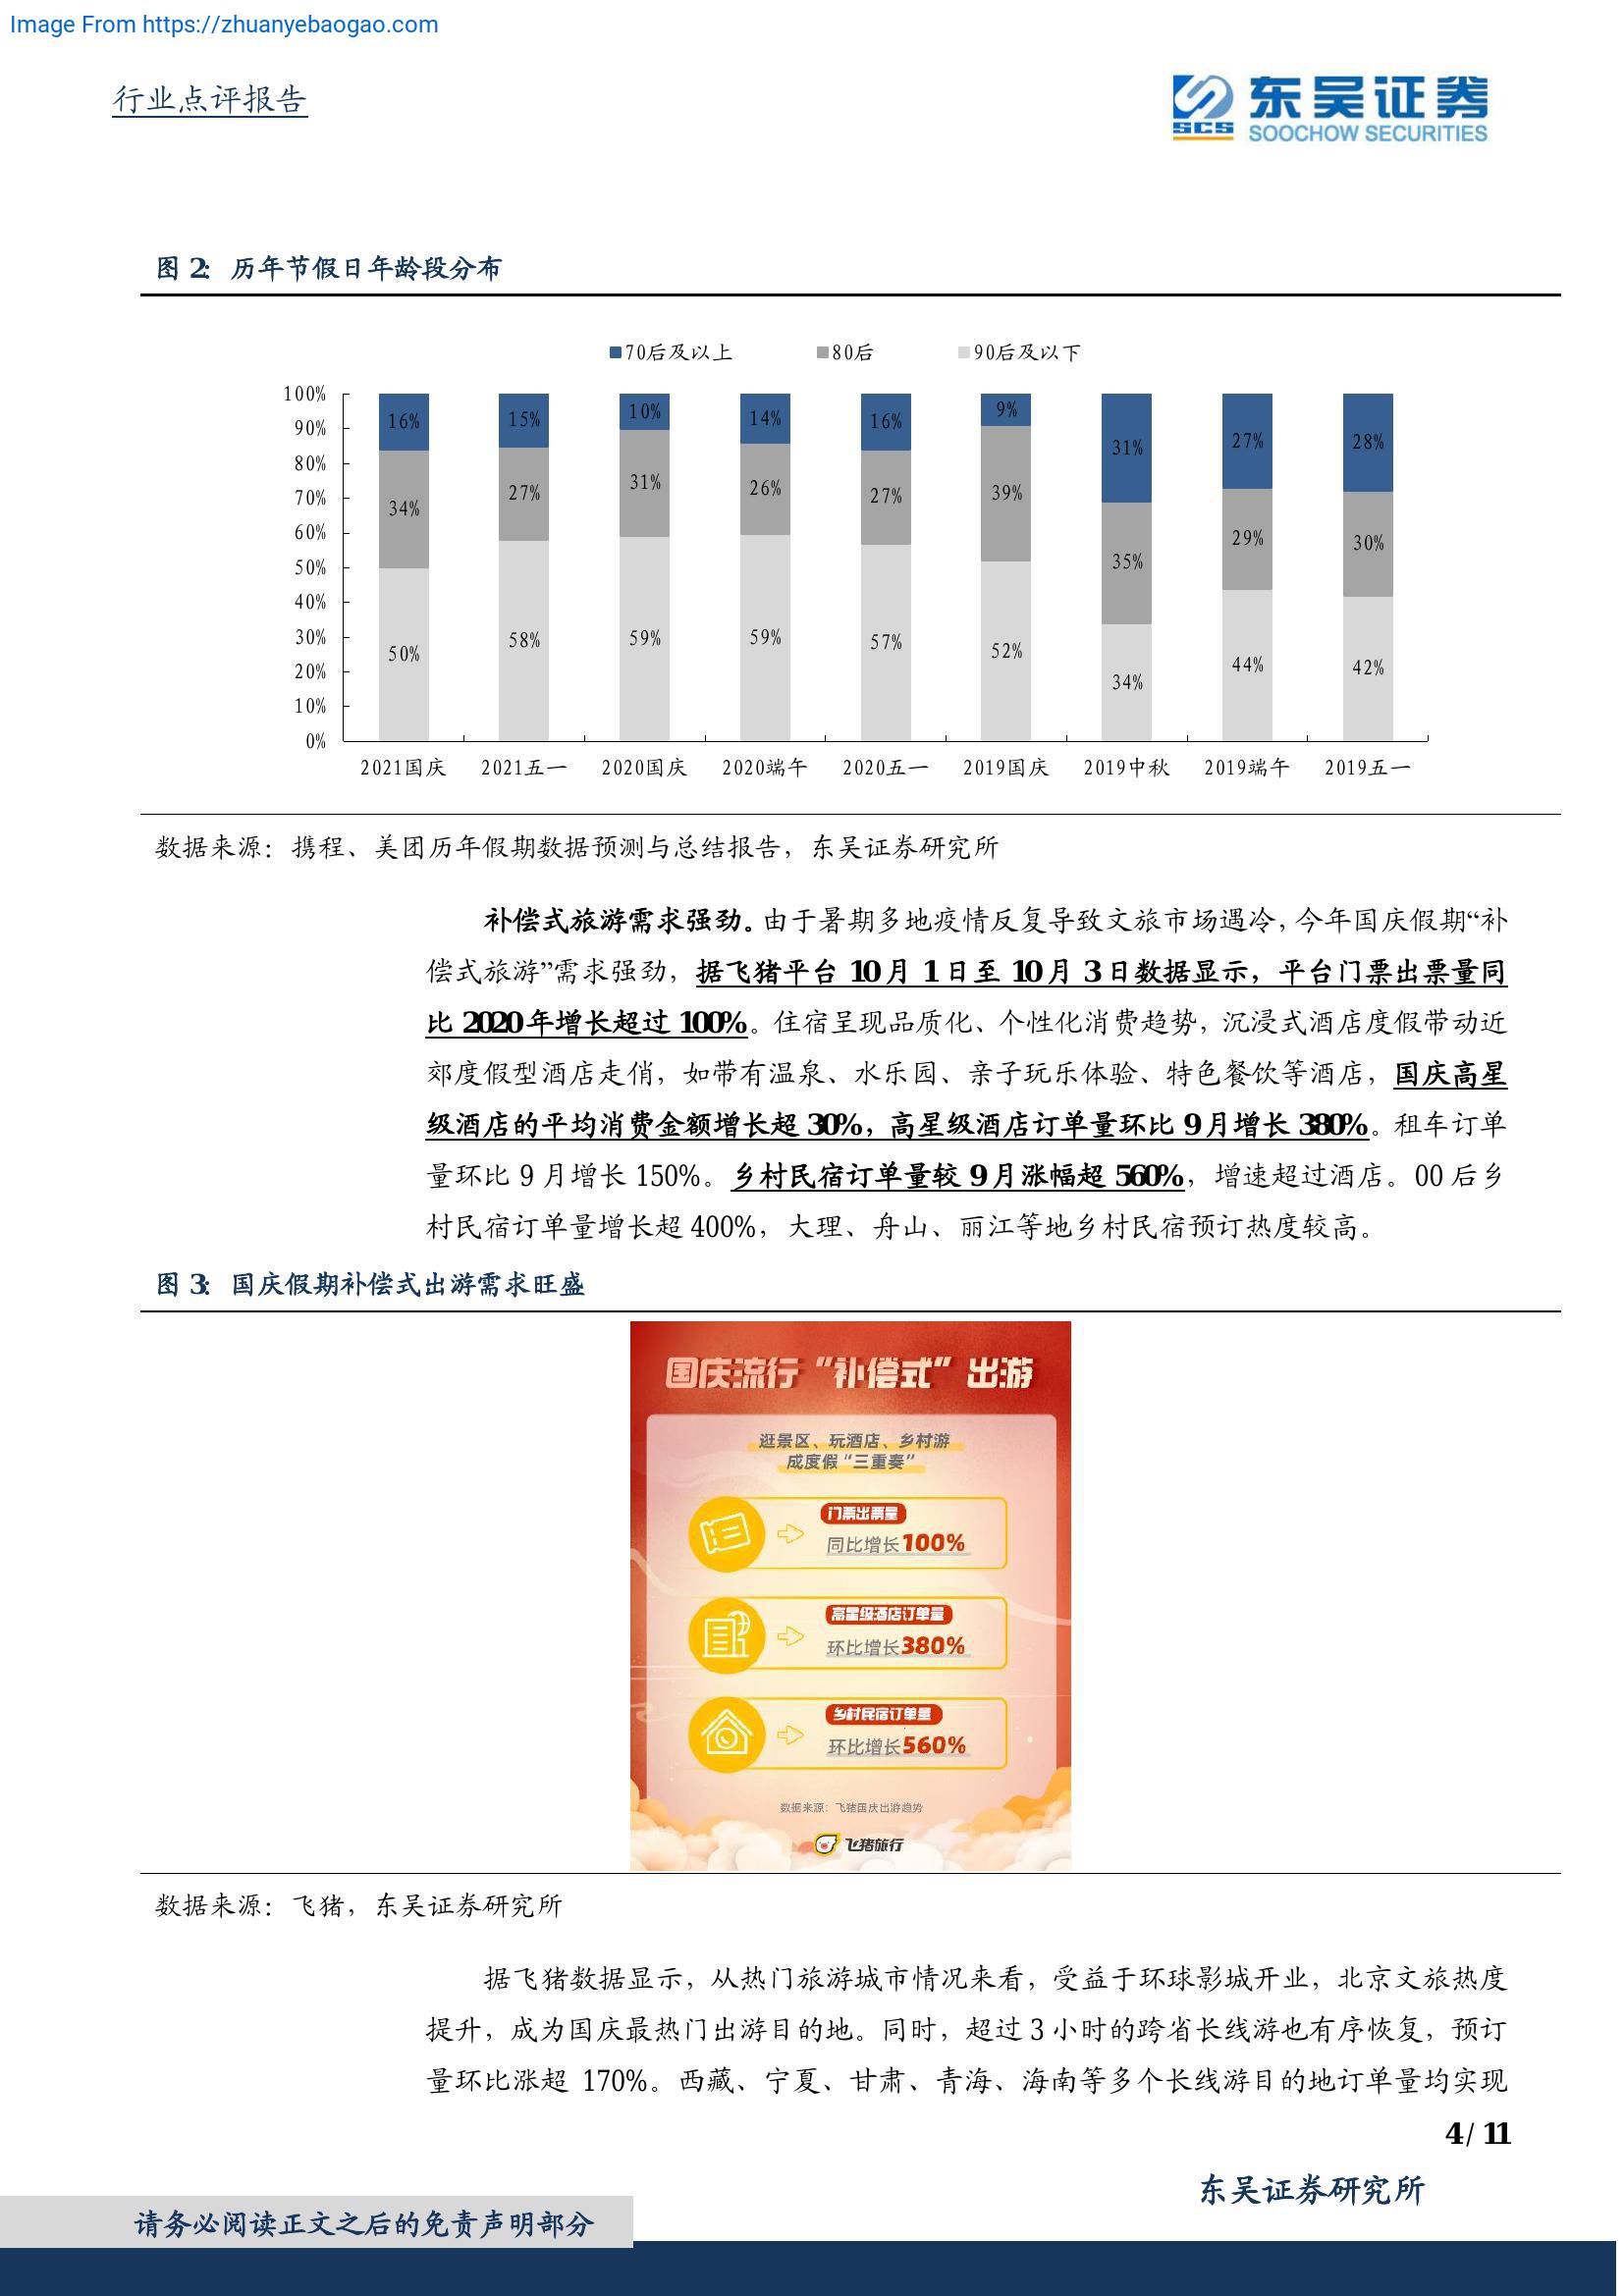 Image From https://zhuanyebaogao.com
行业点评报告
SCS
东吴证券
SOOCHOW SECURITIES
图 2: 历年节假日年龄段分布
70后及以上 80后 90后及以下
100%
90%
80%
70%
60%
50%
40%
30%
20%
10%
0%
16% 15% 10% 14% 16% 9% 31% 27% 28%
34% 27% 31% 26% 27% 39% 35% 29% 30%
50% 58% 59% 59% 57% 52% 34% 44% 42%
2021国庆 2021五一 2020国庆 2020端午 2020五一 2019国庆 2019中秋 2019端午 2019五一
数据来源：携程、美团历年假期数据预测与总结报告，东吴证券研究所
补偿式旅游需求强劲。由于暑期多地疫情反复导致文旅市场遇冷，今年国庆假期“补
偿式旅游”需求强劲，据飞猪平台 10 月 1 日至 10 月 3 日数据显示，平台门票出票量同
比 2020 年增长超过 100%。住宿呈现品质化、个性化消费趋势，沉浸式酒店度假带动近
郊度假型酒店走俏，如带有温泉、水乐园、亲子玩乐体验、特色餐饮等酒店，国庆高星
级酒店的平均消费金额增长超 30%，高星级酒店订单量环比 9 月增长 380%。租车订单
量环比 9 月增长 150%。乡村民宿订单量较 9 月涨幅超 560%，增速超过酒店。00 后乡
村民宿订单量增长超 400%，大理、舟山、丽江等地乡村民宿预订热度较高。
图 3: 国庆假期补偿式出游需求旺盛
国庆流行“补偿式”出游
逛景区、玩酒店、乡村游
成度假“三重奏”
门票出票量
同比增长100%
高星级酒店订单量
环比增长380%
乡村民宿订单量
环比增长560%
数据来源：飞猪国庆出游趋势
飞猪旅行
数据来源：飞猪，东吴证券研究所
据飞猪数据显示，从热门旅游城市情况来看，受益于环球影城开业，北京文旅热度
提升，成为国庆最热门出游目的地。同时，超过 3 小时的跨省长线游也有序恢复，预订
量环比涨超 170%。西藏、宁夏、甘肃、青海、海南等多个长线游目的地订单量均实现
4 / 11
东吴证券研究所
请务必阅读正文之后的免责声明部分